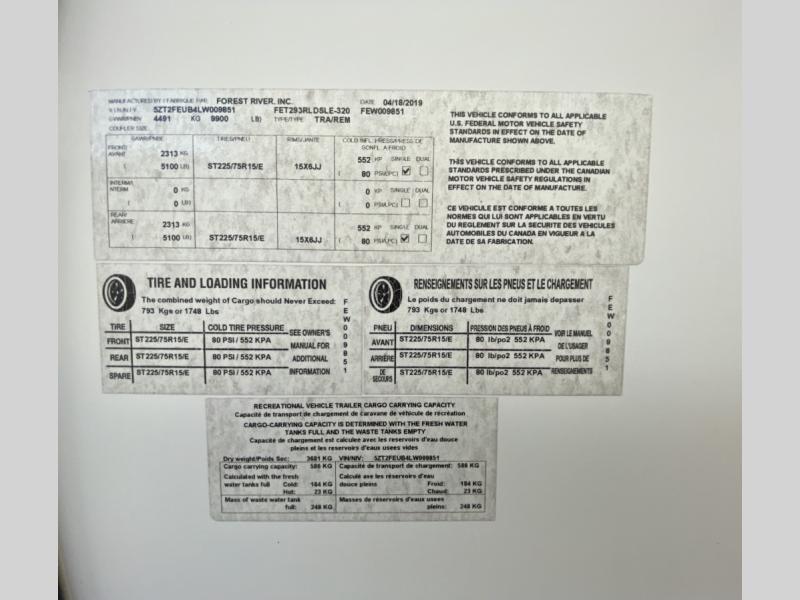 MANUFACTURED BY / FABRIQUE PAR: FOREST RIVER, INC. DATE 04/18/2019
V.I.N./N.I.V. 5ZT2FEUB4LW009851 FET293RLDSLE-320 FEW009851
GVWR/PNBV 4491 KG 9900 LB) TYPE/TYPE TRA/REM
COUPLER SIZE
GAWR/PNBE TIRES/PNEU RIMS/JANTE COLD INFL. PRESS/PRESS DE GONFL. A FROID
FRONT/AVANT 2313 KG 552 KP SINGLE DUAL
5100 LB) ST225/75R15/E 15X6JJ ( 80 PSI/LPC)
INTERM/INTERM 0 KG 0 KP SINGLE DUAL
( 0 LB) ( 0 PSI/LPC)
REAR/ARRIERE 2313 KG 552 KP SINGLE DUAL
( 5100 LB) ST225/75R15/E 15X6JJ ( 80 PSI/LPC)
THIS VEHICLE CONFORMS TO ALL APPLICABLE
U.S. FEDERAL MOTOR VEHICLE SAFETY
STANDARDS IN EFFECT ON THE DATE OF
MANUFACTURE SHOWN ABOVE.
THIS VEHICLE CONFORMS TO ALL APPLICABLE
STANDARDS PRESCRIBED UNDER THE CANADIAN
MOTOR VEHICLE SAFETY REGULATIONS IN
EFFECT ON THE DATE OF MANUFACTURE.
CE VEHICULE EST CONFORME A TOUTES LES
NORMES QUI LUI SONT APPLICABLES EN VERTU
DU REGLEMENT SUR LA SECURITE DES VEHICULES
AUTOMOBILES DU CANADA EN VIGUEUR A LA
DATE DE SA FABRICATION.
TIRE AND LOADING INFORMATION
The combined weight of Cargo should Never Exceed:
793 Kgs or 1748 Lbs
TIRE SIZE COLD TIRE PRESSURE
FRONT ST225/75R15/E 80 PSI / 552 KPA
REAR ST225/75R15/E 80 PSI / 552 KPA
SPARE ST225/75R15/E 80 PSI / 552 KPA
SEE OWNER'S
MANUAL FOR
ADDITIONAL
INFORMATION
FEW009851
RENSEIGNEMENTS SUR LES PNEUS ET LE CHARGEMENT
Le poids du chargement ne doit jamais depasser
793 Kgs or 1748 Lbs
PNEU DIMENSIONS PRESSION DES PNEUS À FROID
AVANT ST225/75R15/E 80 lb/po2 552 KPA
ARRIÈRE ST225/75R15/E 80 lb/po2 552 KPA
DE SECOURS ST225/75R15/E 80 lb/po2 552 KPA
VOIR LE MANUEL
DE L'USAGER
POUR PLUS DE
RENSEIGNEMENTS
FEW009851
RECREATIONAL VEHICLE TRAILER CARGO CARRYING CAPACITY
Capacité de transport de chargement de caravane de véhicule de récréation
CARGO-CARRYING CAPACITY IS DETERMINED WITH THE FRESH WATER
TANKS FULL AND THE WASTE TANKS EMPTY
Capacité de chargement est calculee avec les reservoirs d'eau douce
pleins et les reservoirs d'eaux usees vides
Dry weight/Poids Sec: 3681 KG VIN/NIV: 5ZT2FEUB4LW009851
Cargo carrying capacity: 586 KG Capacité de transport de chargement: 586 KG
Calculated with the fresh Calculé ave les réservoirs d'eau
water tanks full: Cold: 184 KG douce pleins Froid: 184 KG
Hot: 23 KG Chaud: 23 KG
Mass of waste water tank Masses de réservoirs d'eaux usees
full: 248 KG pleins: 248 KG